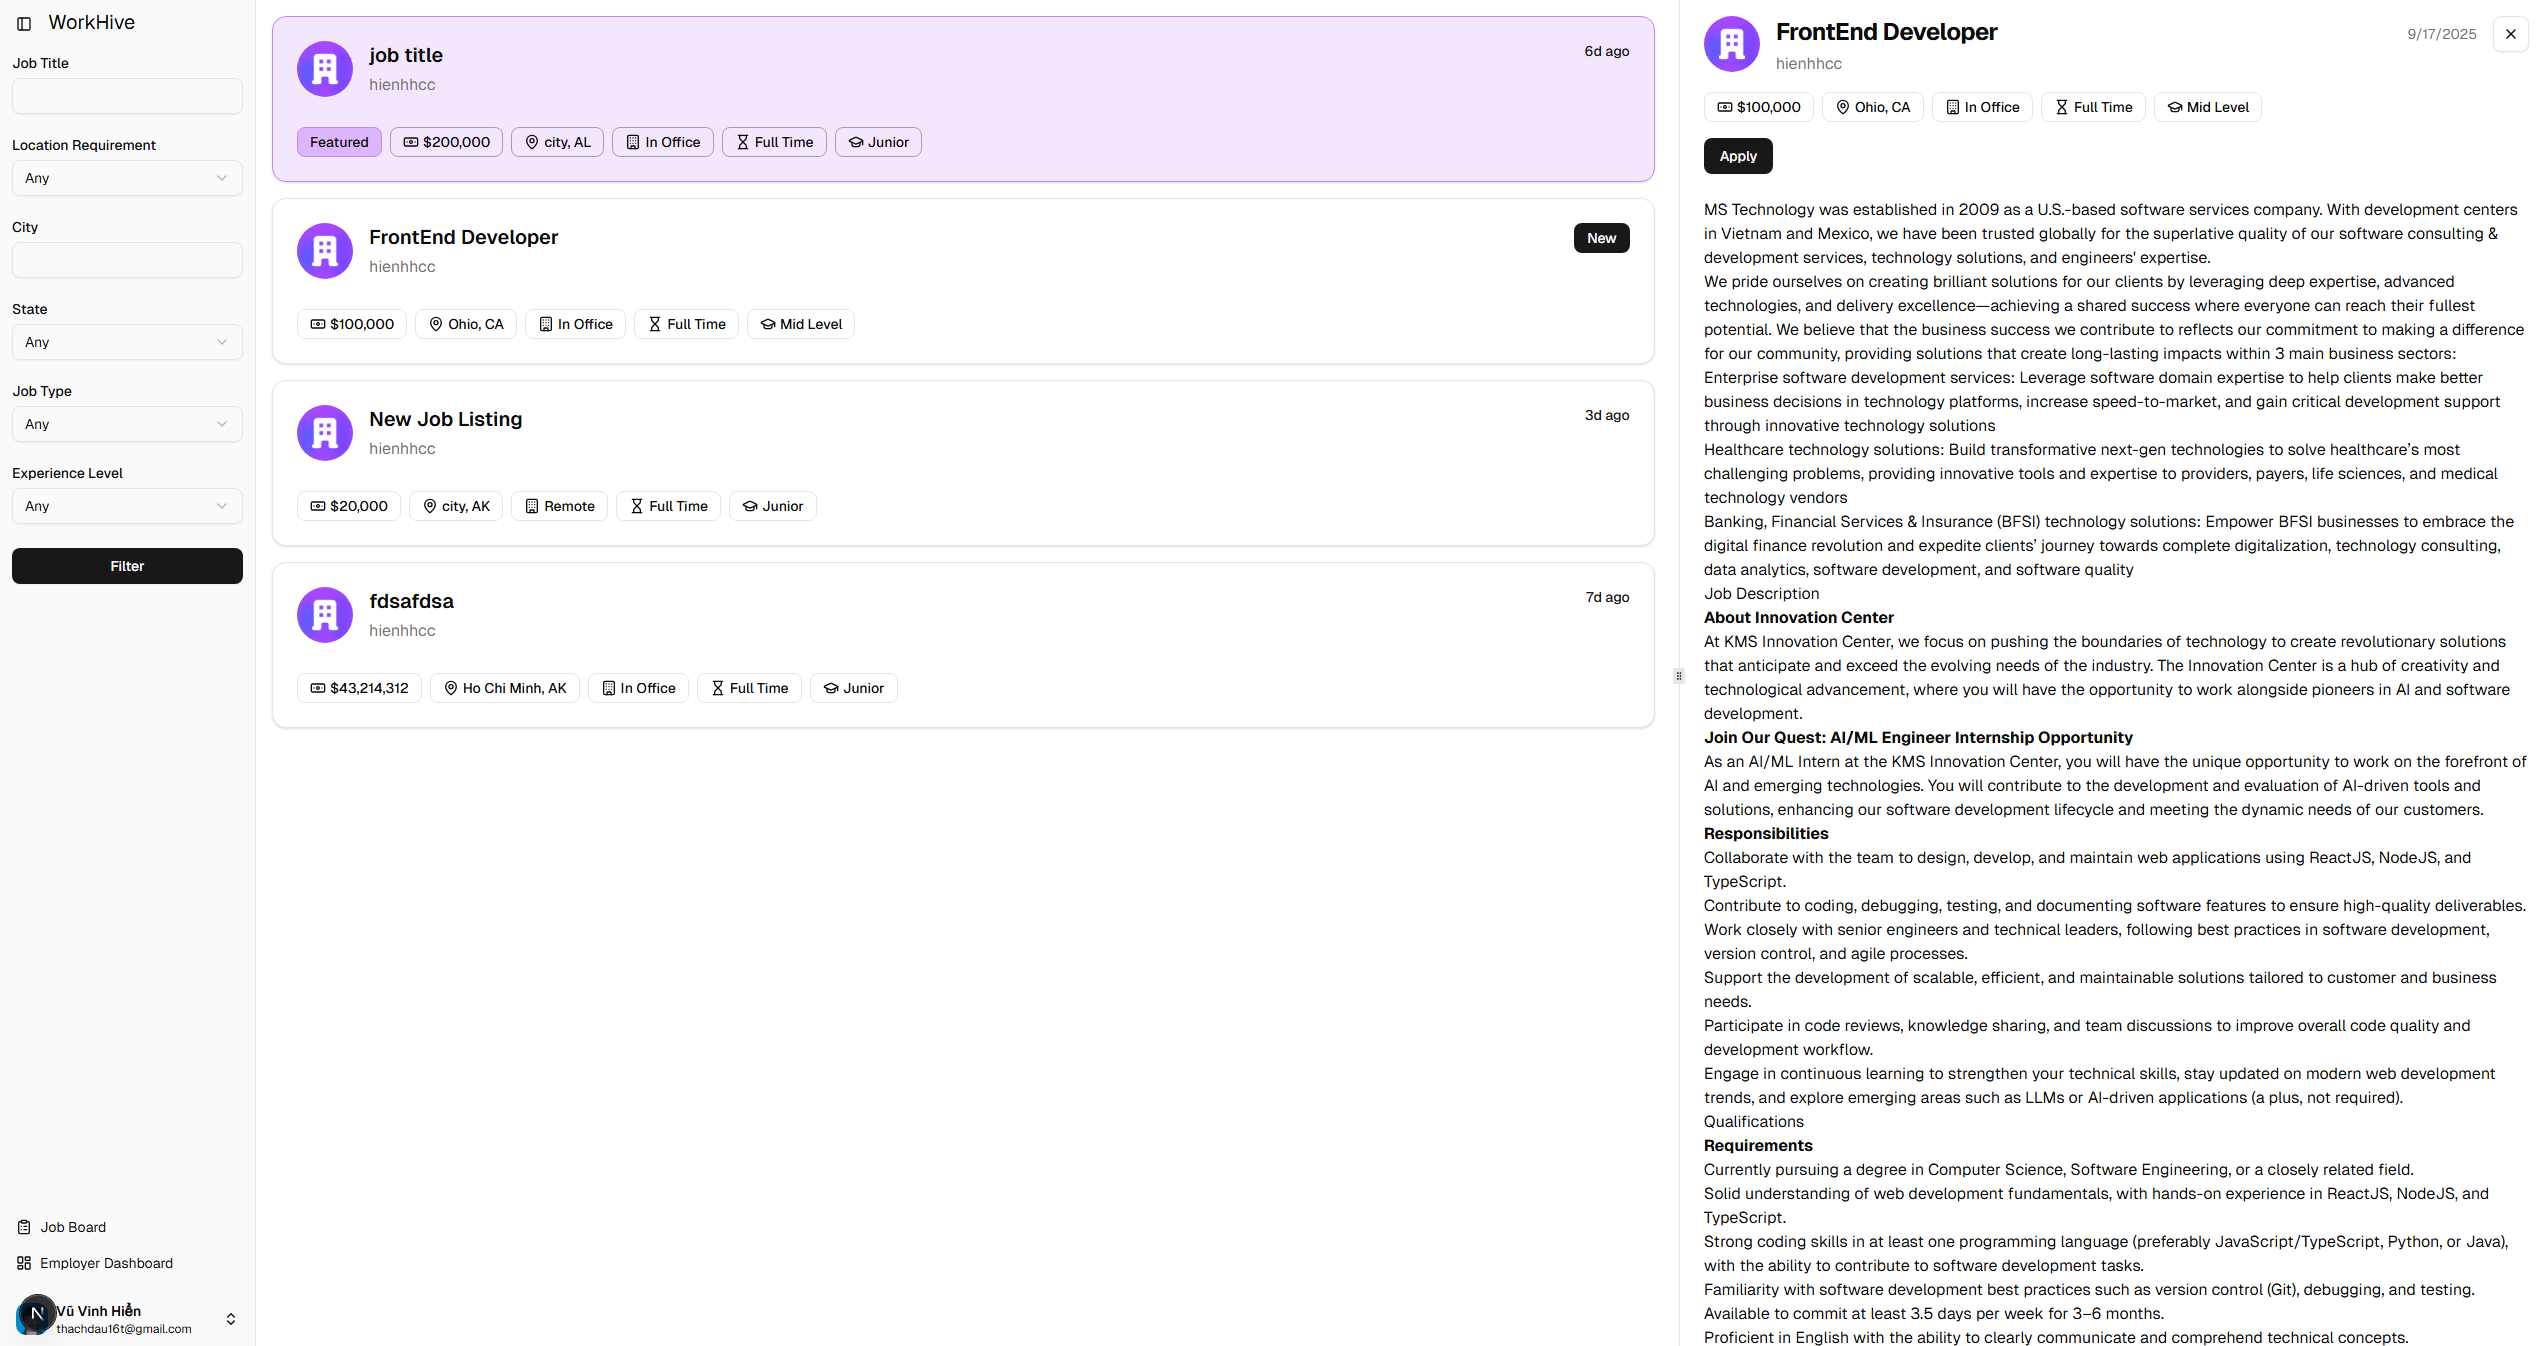 WorkHive
Job Title
Location Requirement
Any
City
State
Any
Job Type
Any
Experience Level
Any
Filter
Job Board
Employer Dashboard
N
Vũ Vinh Hiển
thachdau16t@gmail.com
job title
6d ago
hienhhcc
Featured
$200,000
city, AL
In Office
Full Time
Junior
FrontEnd Developer
New
hienhhcc
$100,000
Ohio, CA
In Office
Full Time
Mid Level
New Job Listing
3d ago
hienhhcc
$20,000
city, AK
Remote
Full Time
Junior
fdsafdsa
7d ago
hienhhcc
$43,214,312
Ho Chi Minh, AK
In Office
Full Time
Junior
FrontEnd Developer
9/17/2025
hienhhcc
$100,000
Ohio, CA
In Office
Full Time
Mid Level
Apply
MS Technology was established in 2009 as a U.S.-based software services company. With development centers
in Vietnam and Mexico, we have been trusted globally for the superlative quality of our software consulting &
development services, technology solutions, and engineers' expertise.
We pride ourselves on creating brilliant solutions for our clients by leveraging deep expertise, advanced
technologies, and delivery excellence—achieving a shared success where everyone can reach their fullest
potential. We believe that the business success we contribute to reflects our commitment to making a difference
for our community, providing solutions that create long-lasting impacts within 3 main business sectors:
Enterprise software development services: Leverage software domain expertise to help clients make better
business decisions in technology platforms, increase speed-to-market, and gain critical development support
through innovative technology solutions
Healthcare technology solutions: Build transformative next-gen technologies to solve healthcare’s most
challenging problems, providing innovative tools and expertise to providers, payers, life sciences, and medical
technology vendors
Banking, Financial Services & Insurance (BFSI) technology solutions: Empower BFSI businesses to embrace the
digital finance revolution and expedite clients’ journey towards complete digitalization, technology consulting,
data analytics, software development, and software quality
Job Description
About Innovation Center
At KMS Innovation Center, we focus on pushing the boundaries of technology to create revolutionary solutions
that anticipate and exceed the evolving needs of the industry. The Innovation Center is a hub of creativity and
technological advancement, where you will have the opportunity to work alongside pioneers in AI and software
development.
Join Our Quest: AI/ML Engineer Internship Opportunity
As an AI/ML Intern at the KMS Innovation Center, you will have the unique opportunity to work on the forefront of
AI and emerging technologies. You will contribute to the development and evaluation of AI-driven tools and
solutions, enhancing our software development lifecycle and meeting the dynamic needs of our customers.
Responsibilities
Collaborate with the team to design, develop, and maintain web applications using ReactJS, NodeJS, and
TypeScript.
Contribute to coding, debugging, testing, and documenting software features to ensure high-quality deliverables.
Work closely with senior engineers and technical leaders, following best practices in software development,
version control, and agile processes.
Support the development of scalable, efficient, and maintainable solutions tailored to customer and business
needs.
Participate in code reviews, knowledge sharing, and team discussions to improve overall code quality and
development workflow.
Engage in continuous learning to strengthen your technical skills, stay updated on modern web development
trends, and explore emerging areas such as LLMs or AI-driven applications (a plus, not required).
Qualifications
Requirements
Currently pursuing a degree in Computer Science, Software Engineering, or a closely related field.
Solid understanding of web development fundamentals, with hands-on experience in ReactJS, NodeJS, and
TypeScript.
Strong coding skills in at least one programming language (preferably JavaScript/TypeScript, Python, or Java),
with the ability to contribute to software development tasks.
Familiarity with software development best practices such as version control (Git), debugging, and testing.
Available to commit at least 3.5 days per week for 3–6 months.
Proficient in English with the ability to clearly communicate and comprehend technical concepts.